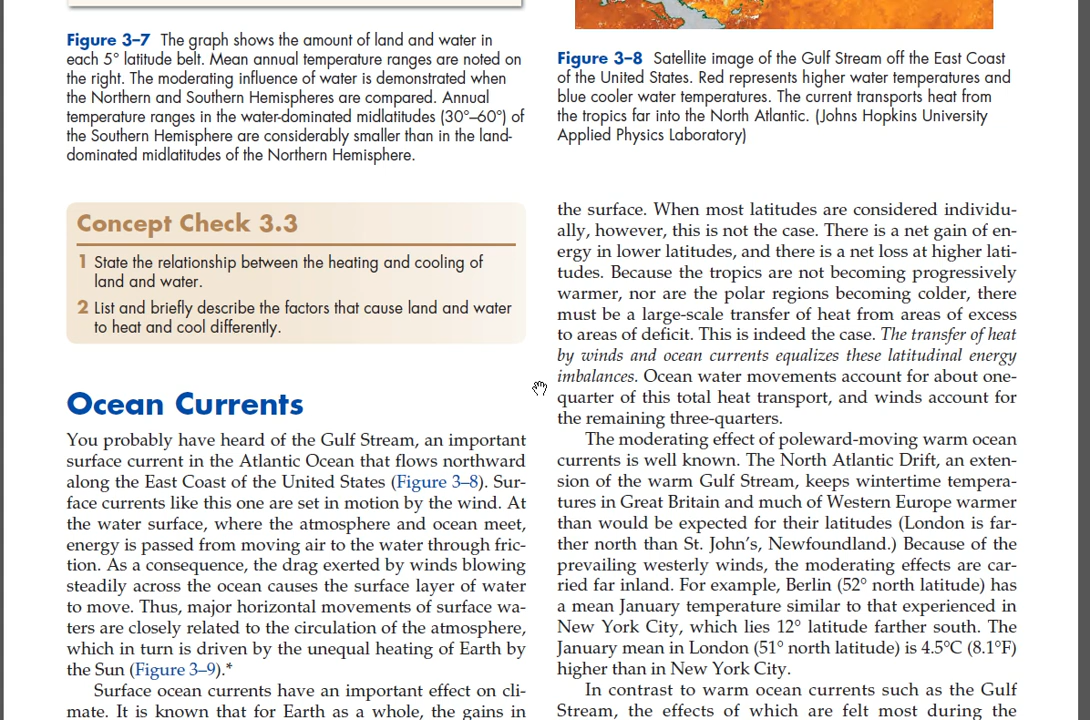 Figure 3–7 The graph shows the amount of land and water in
each 5° latitude belt. Mean annual temperature ranges are noted on
the right. The moderating influence of water is demonstrated when
the Northern and Southern Hemispheres are compared. Annual
temperature ranges in the water-dominated midlatitudes (30°–60°) of
the Southern Hemisphere are considerably smaller than in the land-
dominated midlatitudes of the Northern Hemisphere.
Concept Check 3.3
1 State the relationship between the heating and cooling of
land and water.
2 List and briefly describe the factors that cause land and water
to heat and cool differently.
Ocean Currents
You probably have heard of the Gulf Stream, an important
surface current in the Atlantic Ocean that flows northward
along the East Coast of the United States (Figure 3–8). Sur-
face currents like this one are set in motion by the wind. At
the water surface, where the atmosphere and ocean meet,
energy is passed from moving air to the water through fric-
tion. As a consequence, the drag exerted by winds blowing
steadily across the ocean causes the surface layer of water
to move. Thus, major horizontal movements of surface wa-
ters are closely related to the circulation of the atmosphere,
which in turn is driven by the unequal heating of Earth by
the Sun (Figure 3–9).*
Surface ocean currents have an important effect on cli-
mate. It is known that for Earth as a whole, the gains in
Figure 3–8 Satellite image of the Gulf Stream off the East Coast
of the United States. Red represents higher water temperatures and
blue cooler water temperatures. The current transports heat from
the tropics far into the North Atlantic. (Johns Hopkins University
Applied Physics Laboratory)
the surface. When most latitudes are considered individu-
ally, however, this is not the case. There is a net gain of en-
ergy in lower latitudes, and there is a net loss at higher lati-
tudes. Because the tropics are not becoming progressively
warmer, nor are the polar regions becoming colder, there
must be a large-scale transfer of heat from areas of excess
to areas of deficit. This is indeed the case. The transfer of heat
by winds and ocean currents equalizes these latitudinal energy
imbalances. Ocean water movements account for about one-
quarter of this total heat transport, and winds account for
the remaining three-quarters.
The moderating effect of poleward-moving warm ocean
currents is well known. The North Atlantic Drift, an exten-
sion of the warm Gulf Stream, keeps wintertime tempera-
tures in Great Britain and much of Western Europe warmer
than would be expected for their latitudes (London is far-
ther north than St. John's, Newfoundland.) Because of the
prevailing westerly winds, the moderating effects are car-
ried far inland. For example, Berlin (52° north latitude) has
a mean January temperature similar to that experienced in
New York City, which lies 12° latitude farther south. The
January mean in London (51° north latitude) is 4.5°C (8.1°F)
higher than in New York City.
In contrast to warm ocean currents such as the Gulf
Stream, the effects of which are felt most during the